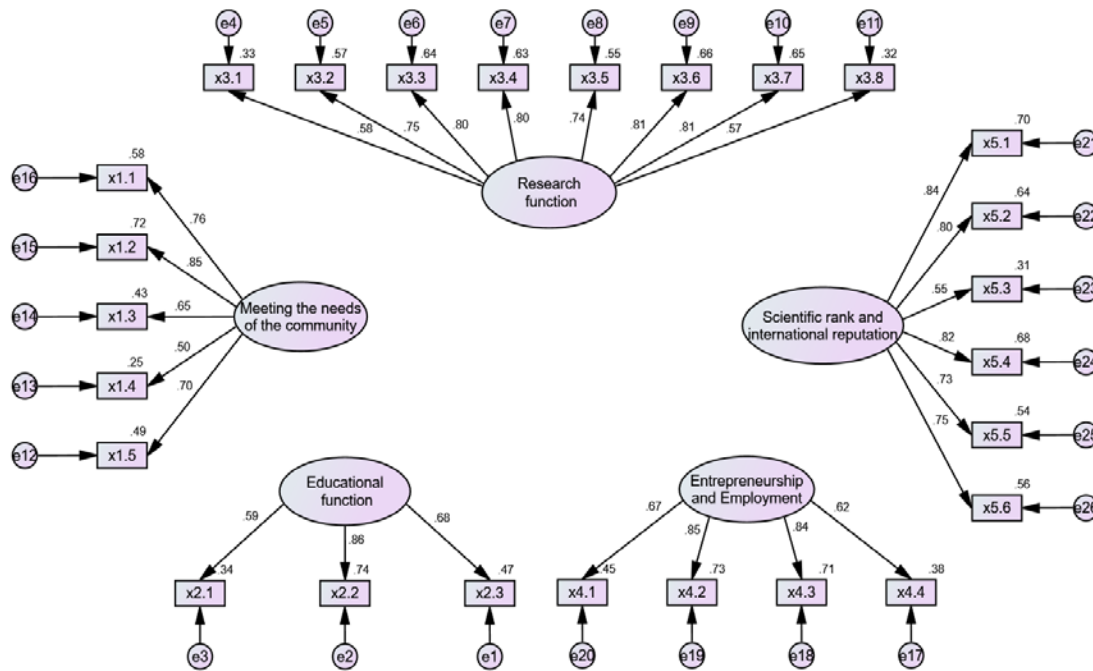 e4 e5 e6 e7 e8 e9 e10 e11
.33 .57 .64 .63 .55 .66 .65 .32
x3.1 x3.2 x3.3 x3.4 x3.5 x3.6 x3.7 x3.8
.58 .75 .80 .80 .74 .81 .81 .57
Research
function
.58
e16 x1.1
.76
.72
e15 x1.2
.85
.43
e14 x1.3
.65
.25
e13 x1.4
.50
.49
e12 x1.5
.70
Meeting the needs
of the community
.70
x5.1 e21
.84
.64
x5.2 e22
.80
.31
x5.3 e23
.55
.68
x5.4 e24
.82
.54
x5.5 e25
.73
.56
x5.6 e26
.75
Scientific rank and
international reputation
Educational
function
.59 .86 .68
.34 .74 .47
x2.1 x2.2 x2.3
e3 e2 e1
Entrepreneurship
and Employment
.67 .85 .84 .62
.45 .73 .71 .38
x4.1 x4.2 x4.3 x4.4
e20 e19 e18 e17